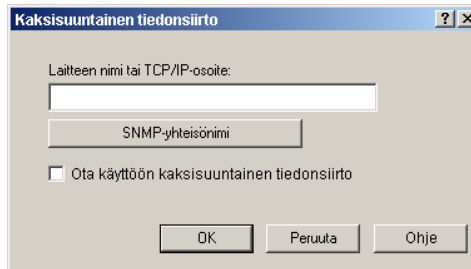 Kaksisuuntainen tiedonsiirto
Laitteen nimi tai TCP/IP-osoite:
SNMP-yhteisönimi
Ota käyttöön kaksisuuntainen tiedonsiirto
OK Peruuta Ohje